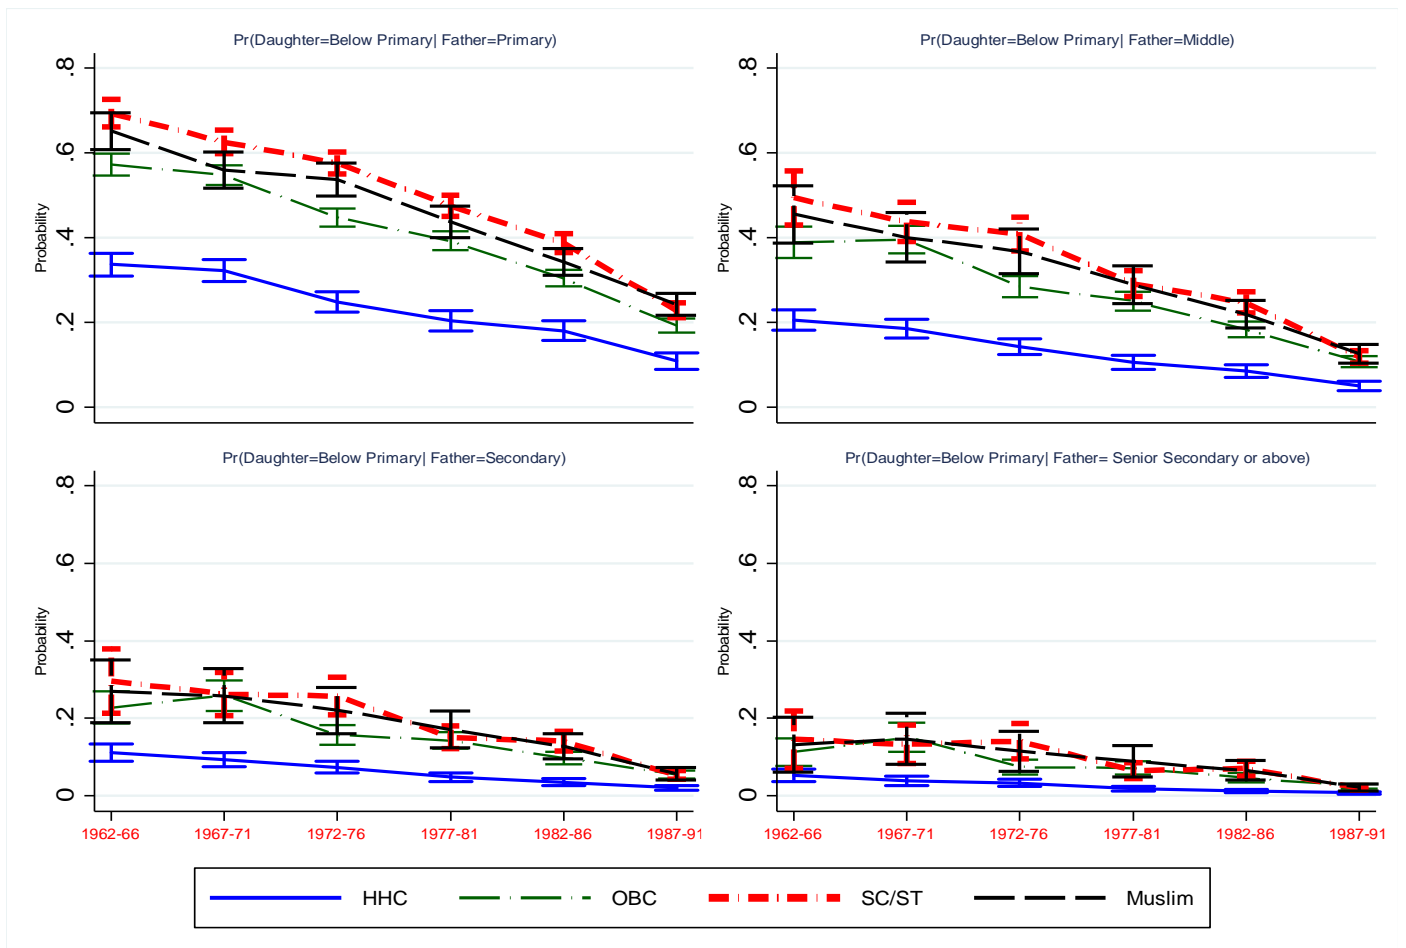 Pr(Daughter=Below Primary| Father=Primary)
Probability
.8
.6
.4
.2
0
Pr(Daughter=Below Primary| Father=Middle)
Probability
.8
.6
.4
.2
0
Pr(Daughter=Below Primary| Father=Secondary)
Probability
.8
.6
.4
.2
0
1962-66 1967-71 1972-76 1977-81 1982-86 1987-91
Pr(Daughter=Below Primary| Father= Senior Secondary or above)
Probability
.8
.6
.4
.2
0
1962-66 1967-71 1972-76 1977-81 1982-86 1987-91
HHC OBC SC/ST Muslim